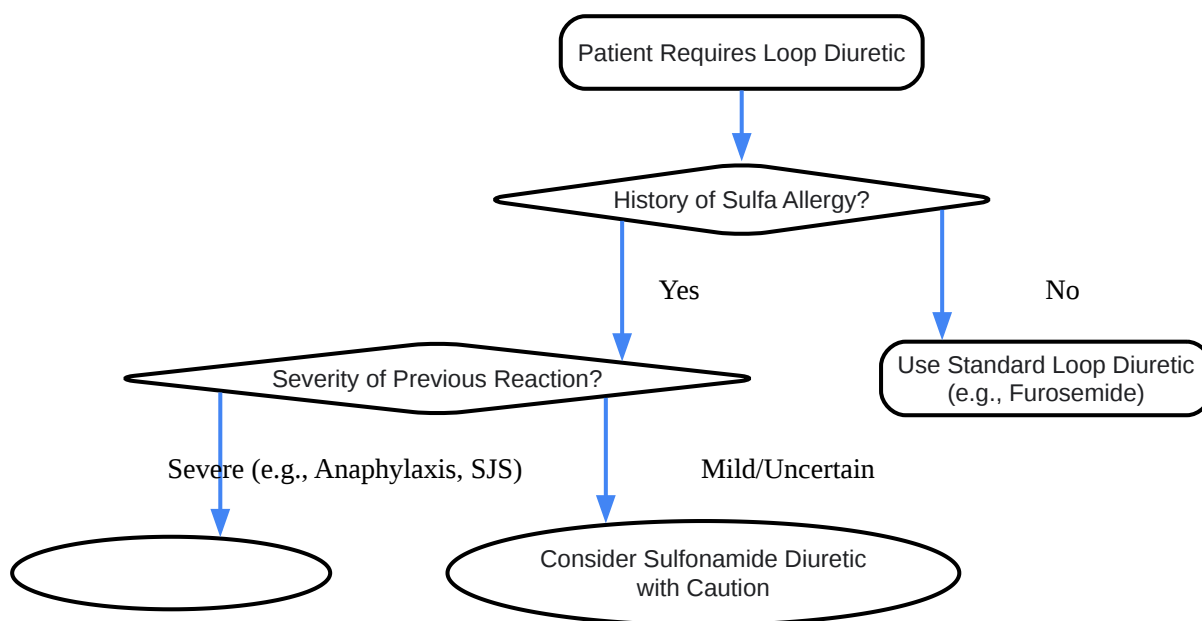 Patient Requires Loop Diuretic
History of Sulfa Allergy?
Yes
No
Use Standard Loop Diuretic
(e.g., Furosemide)
Severity of Previous Reaction?
Severe (e.g., Anaphylaxis, SJS)
Mild/Uncertain
Consider Sulfonamide Diuretic
with Caution